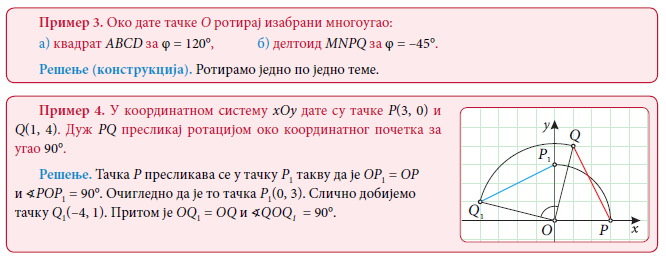 Пример 3. Око дате тачке O ротирај изабрани многоугао:
а) квадрат ABCD за φ = 120°, б) делтоид MNPQ за φ = –45°.
Решење (конструкција). Ротирамо једно по једно теме.
Пример 4. У координатном систему xOy дате су тачке P(3, 0) и
Q(1, 4). Дуж PQ пресликај ротацијом око координатног почетка за
угао 90°.
Решење. Тачка P пресликава се у тачку P₁ такву да је OP₁ = OP
и ∢POP₁ = 90°. Очигледно да је то тачка P₁(0, 3). Слично добијемо
тачку Q₁(–4, 1). Притом је OQ₁ = OQ и ∢QOQ₁ = 90°.
y
Q
P₁
Q₁
O
P
x